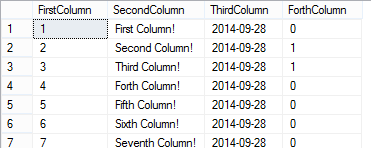 FirstColumn SecondColumn ThirdColumn ForthColumn
1 1 First Column! 2014-09-28 0
2 2 Second Column! 2014-09-28 1
3 3 Third Column! 2014-09-28 1
4 4 Forth Column! 2014-09-28 0
5 5 Fifth Column! 2014-09-28 0
6 6 Sixth Column! 2014-09-28 0
7 7 Seventh Column! 2014-09-28 0